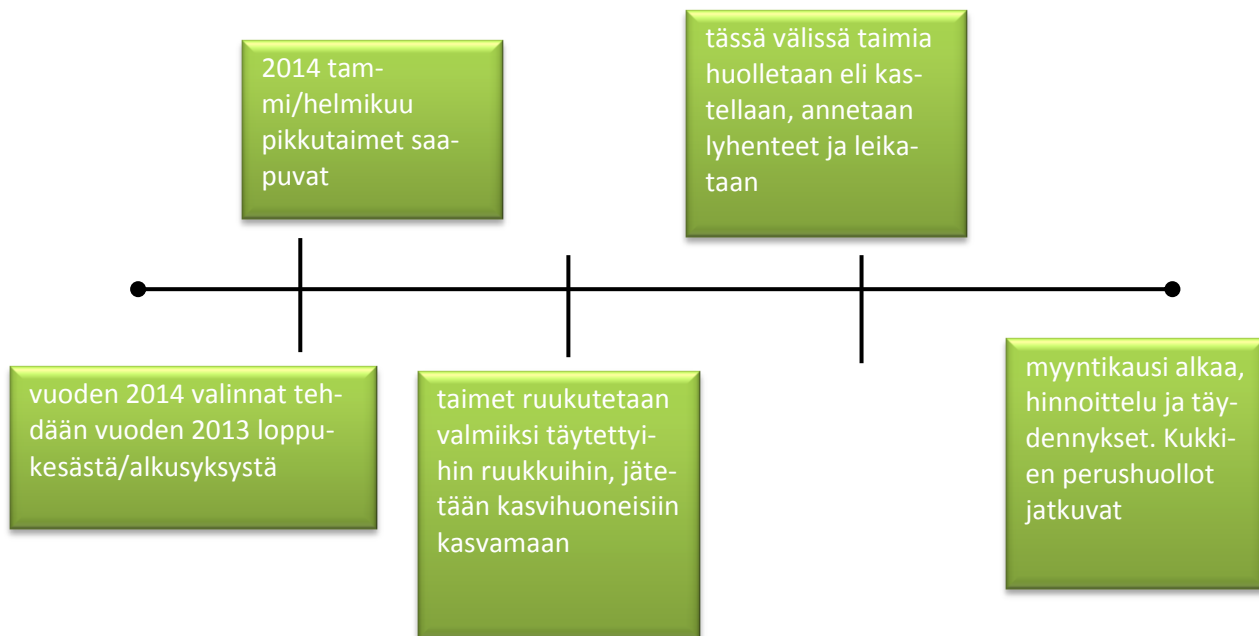 2014 tam-
mi/helmikuu
pikkutaimet saa-
puvat
tässä välissä taimia
huolletaan eli kas-
tellaan, annetaan
lyhenteet ja leika-
taan
vuoden 2014 valinnat teh-
dään vuoden 2013 loppu-
kesästä/alkusyksystä
taimet ruukutetaan
valmiiksi täytettyi-
hin ruukkuihin, jäte-
tään kasvihuoneisiin
kasvamaan
myyntikausi alkaa,
hinnoittelu ja täy-
dennykset. Kukki-
en perushuollot
jatkuvat